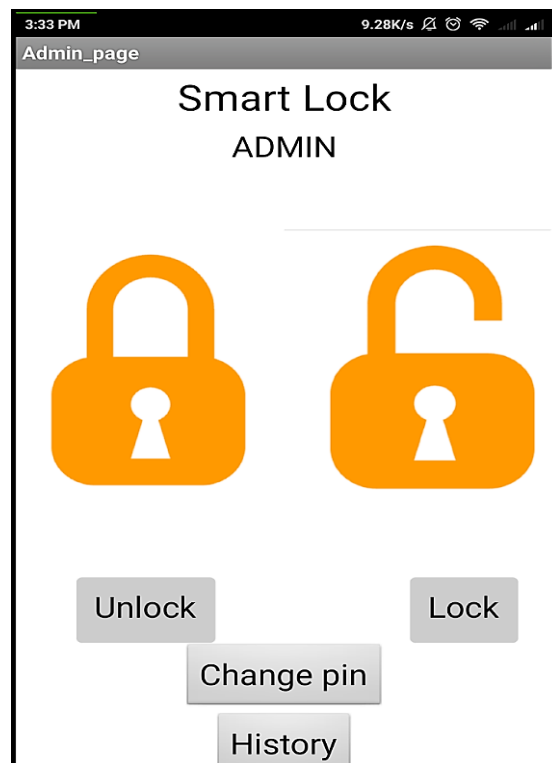 3:33 PM 9.28K/s
Admin_page
Smart Lock
ADMIN
Unlock Lock
Change pin
History